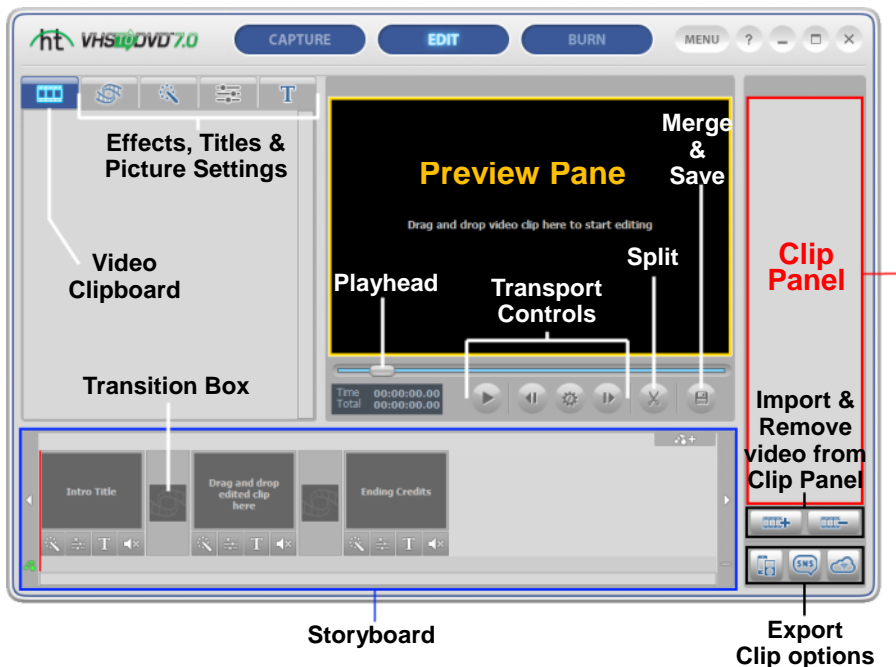 ht VHS TO DVD 7.0
CAPTURE
EDIT
BURN
MENU
?
T
Effects, Titles &
Picture Settings
Video
Clipboard
Transition Box
Preview Pane
Drag and drop video clip here to start editing
Merge
&
Save
Split
Playhead
Transport
Controls
Time 00:00:00.00
Total 00:00:00.00
Clip
Panel
Import &
Remove
video from
Clip Panel
Intro Title
Drag and drop
edited clip
here
Ending Credits
T
T
T
SNS
Storyboard
Export
Clip options